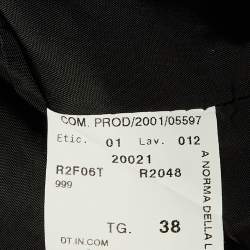 COM. PROD/2001/05597
Etic. 01 Lav. 012
20021
R2F06T R2048
999
TG. 38
DT.IN.COM
A NORMA DELLA L